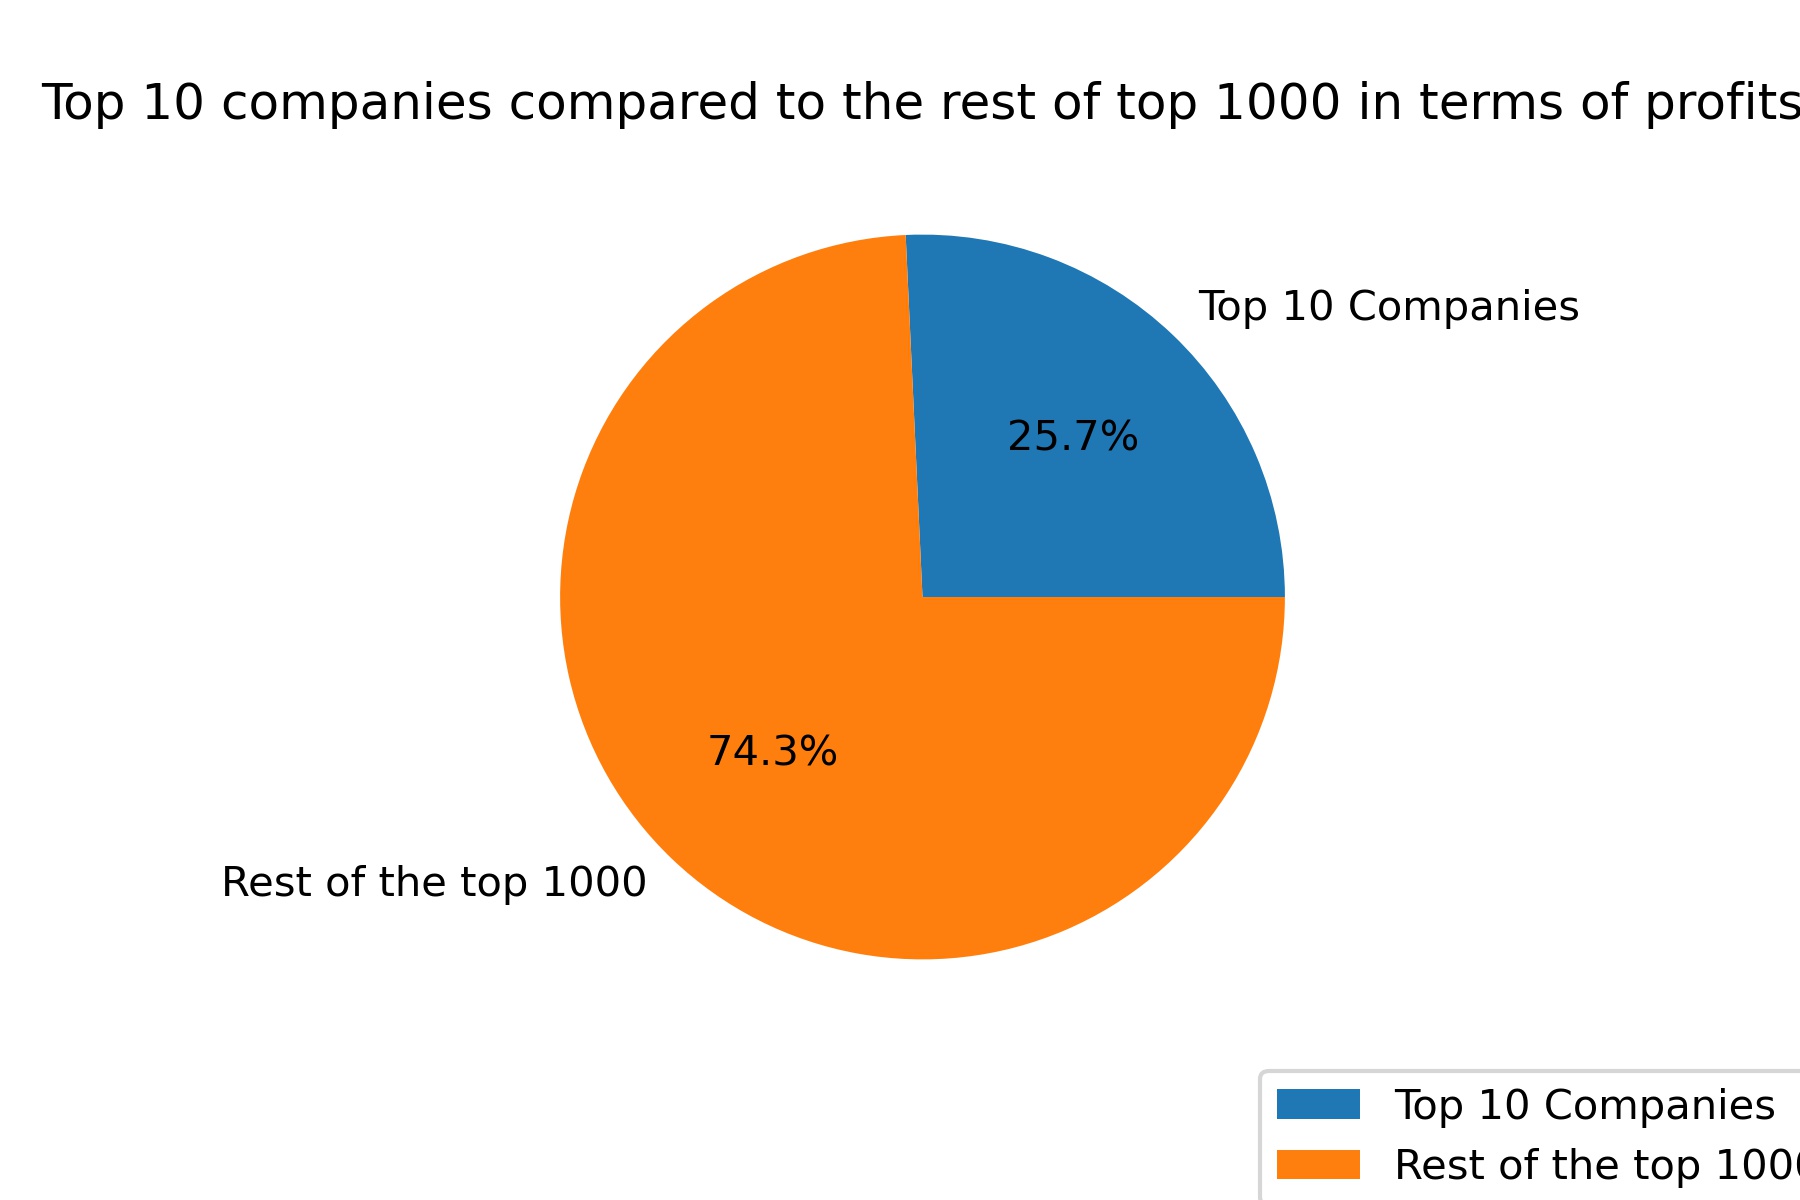 Top 10 companies compared to the rest of top 1000 in terms of profits
Top 10 Companies
25.7%
74.3%
Rest of the top 1000
Top 10 Companies
Rest of the top 1000